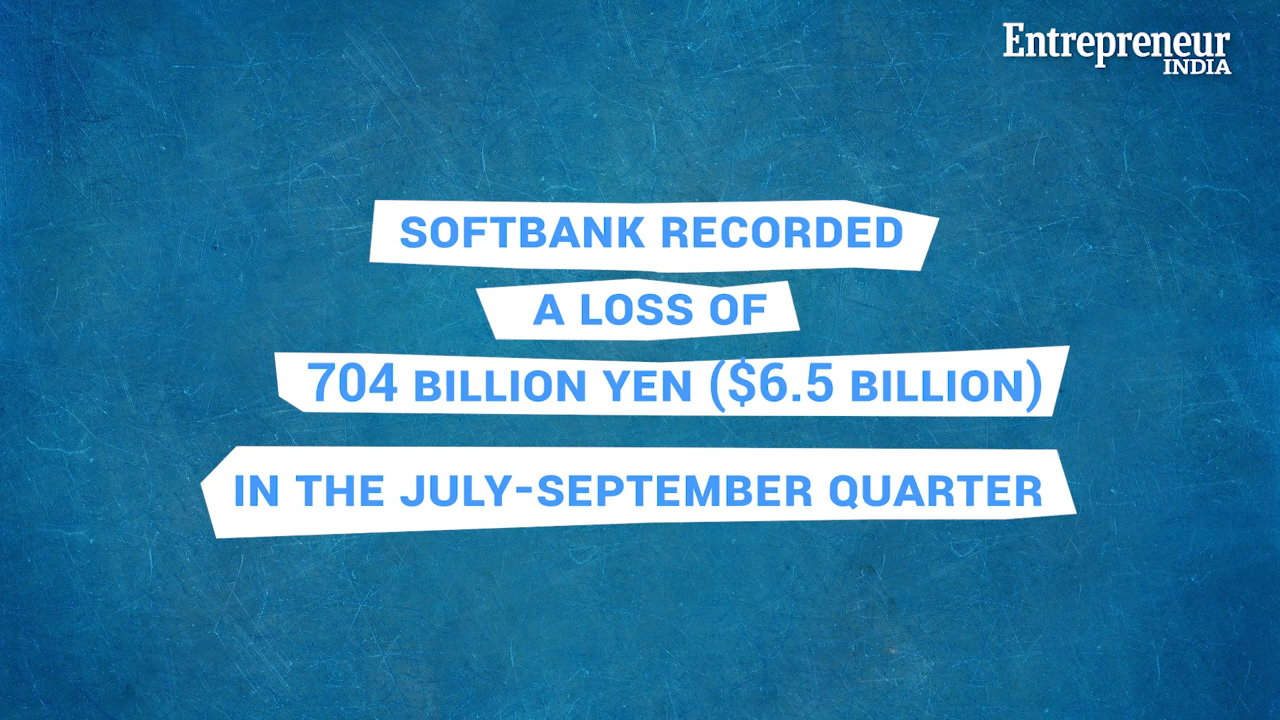 Entrepreneur
INDIA
SOFTBANK RECORDED
A LOSS OF
704 BILLION YEN ($6.5 BILLION)
IN THE JULY-SEPTEMBER QUARTER